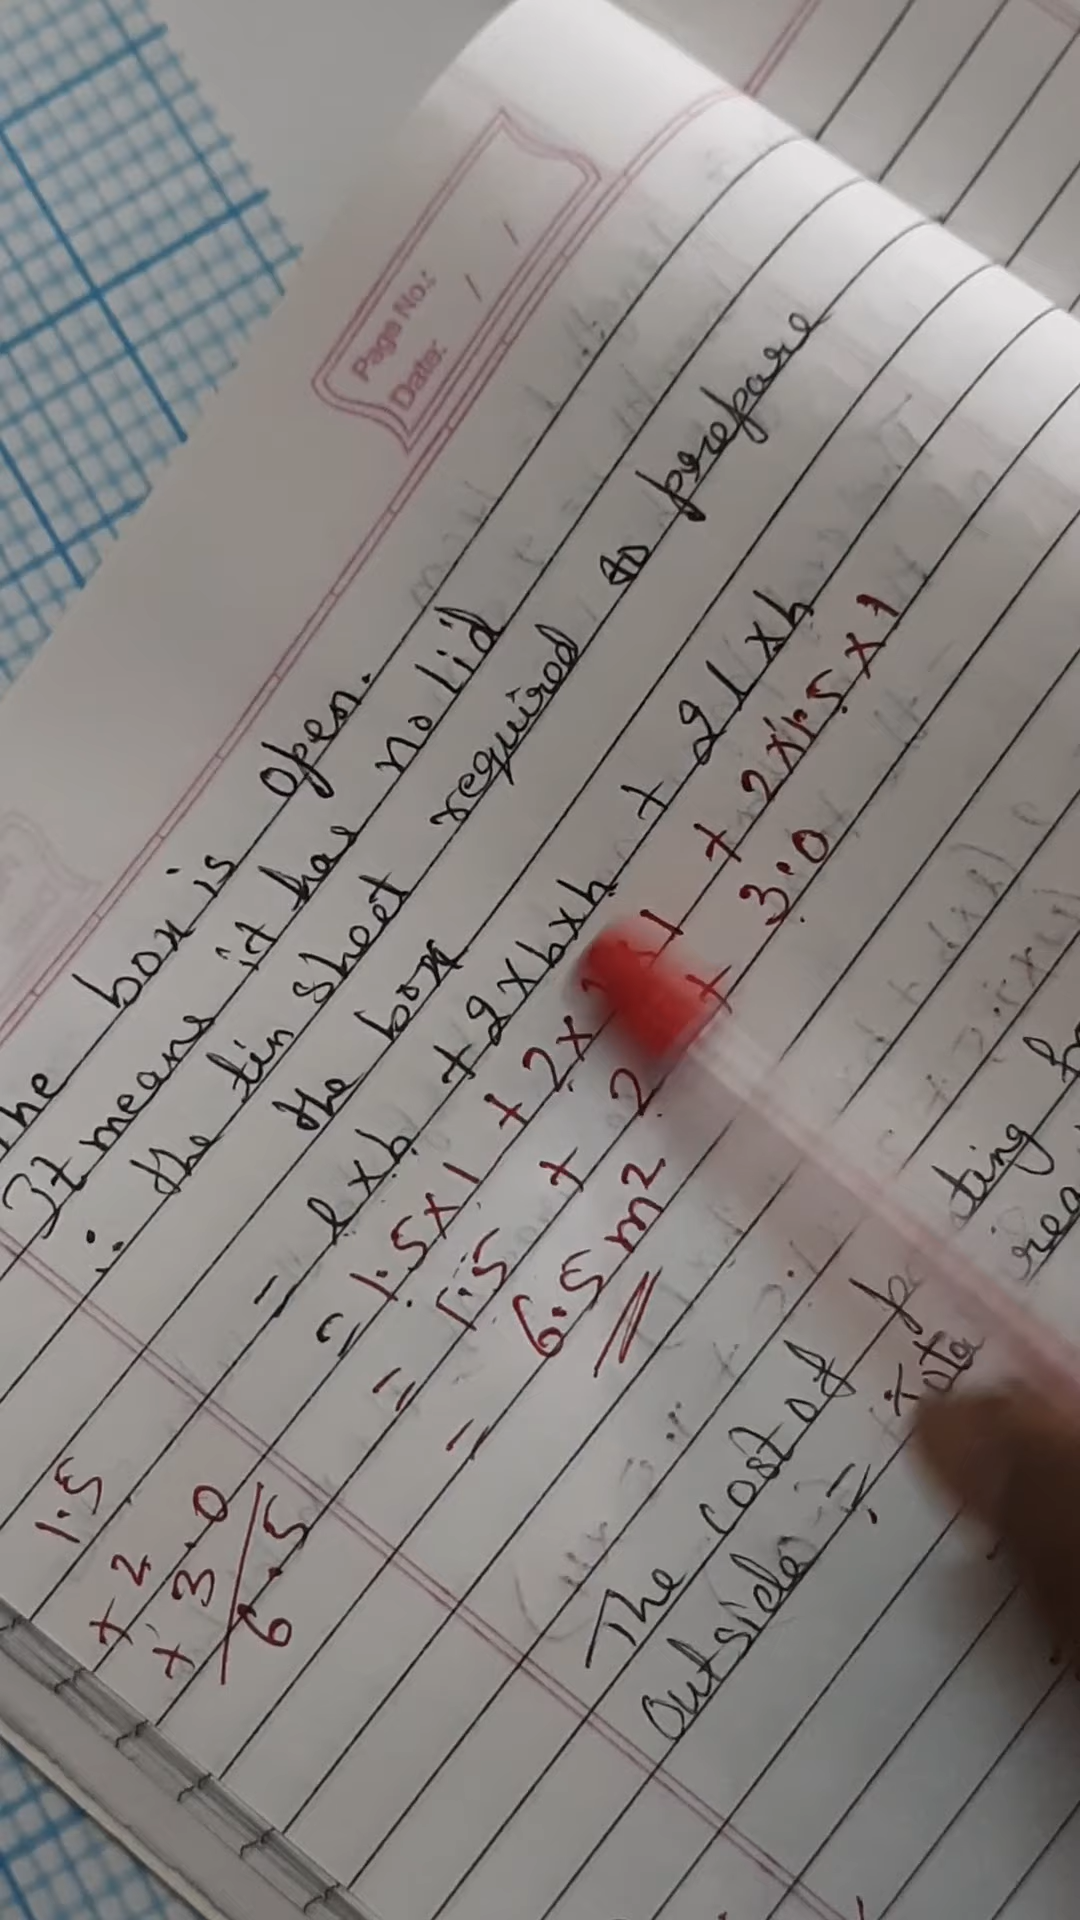 Page No.:
Date:
he box is open.
It means it has no lid
∴ the tin sheet required to prepare
the box
= l×b + 2×b×h + 2l×h
= 1.5×1 + 2× ×1 + 2×1.5×1
= 1.5 + 2 + 3.0
= 6.5 m²
1.5
+ 2
+ 3.0
6.5
The cost of ting
outside =